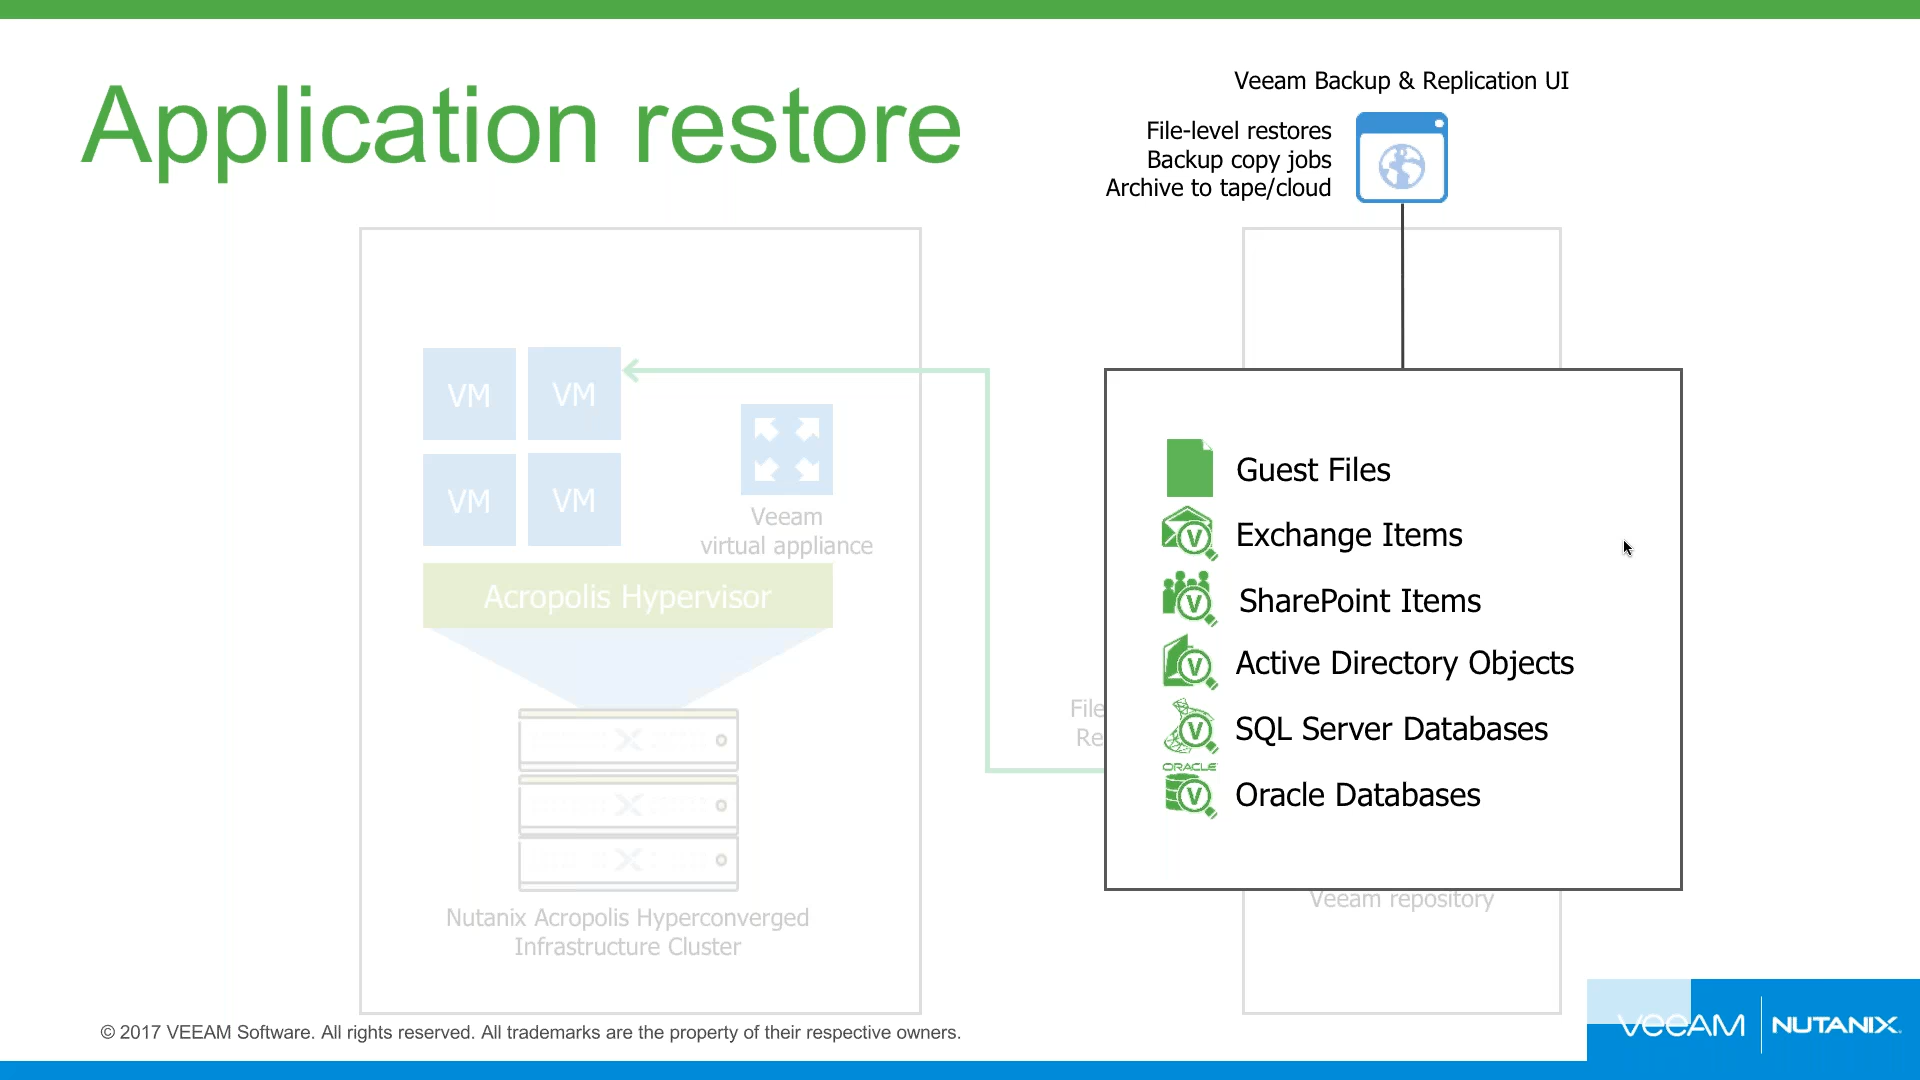 Application restore
Veeam Backup & Replication UI
File-level restores
Backup copy jobs
Archive to tape/cloud
VM
VM
VM
VM
Veeam
virtual appliance
Acropolis Hypervisor
Nutanix Acropolis Hyperconverged
Infrastructure Cluster
File
Re
Guest Files
V
Exchange Items
V
SharePoint Items
V
Active Directory Objects
V
SQL Server Databases
ORACLE
V
Oracle Databases
Veeam repository
© 2017 VEEAM Software. All rights reserved. All trademarks are the property of their respective owners.
VEEAM
NUTANIX